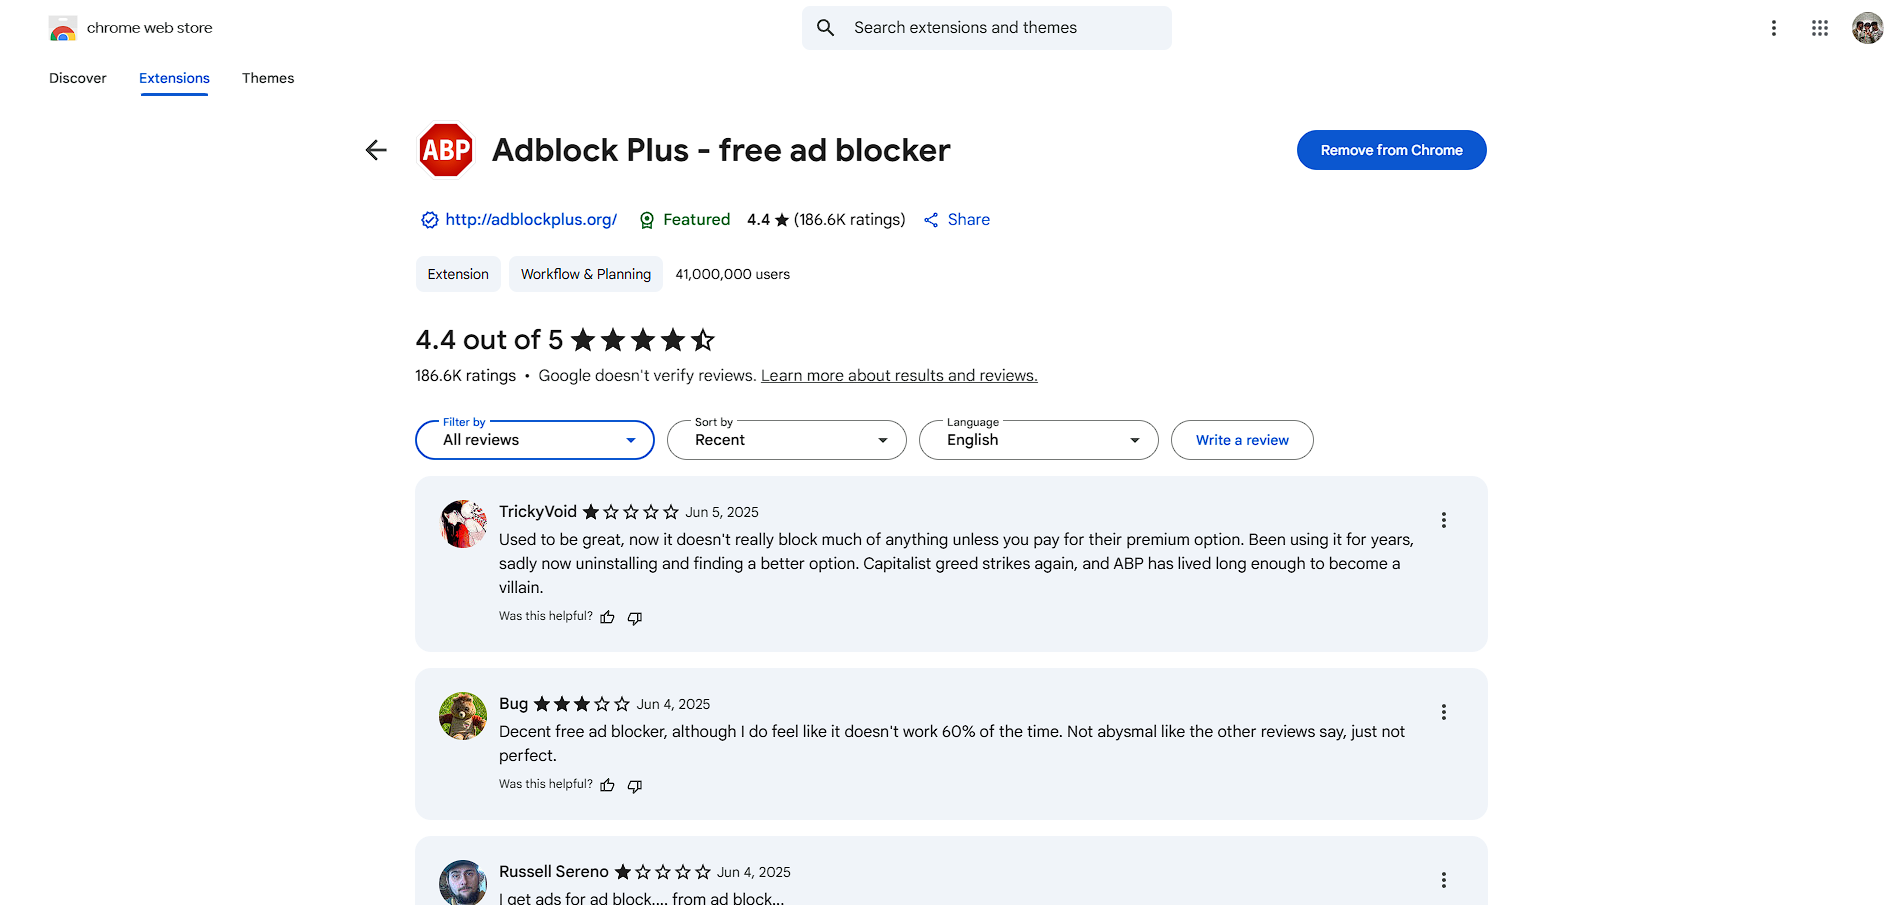 chrome web store
Search extensions and themes
Discover
Extensions
Themes
ABP
Adblock Plus - free ad blocker
Remove from Chrome
http://adblockplus.org/
Featured
4.4 ★ (186.6K ratings)
Share
Extension
Workflow & Planning
41,000,000 users
4.4 out of 5
186.6K ratings • Google doesn't verify reviews. Learn more about results and reviews.
Filter by
All reviews
Sort by
Recent
Language
English
Write a review
TrickyVoid
Jun 5, 2025
Used to be great, now it doesn't really block much of anything unless you pay for their premium option. Been using it for years,
sadly now uninstalling and finding a better option. Capitalist greed strikes again, and ABP has lived long enough to become a
villain.
Was this helpful?
Bug
Jun 4, 2025
Decent free ad blocker, although I do feel like it doesn't work 60% of the time. Not abysmal like the other reviews say, just not
perfect.
Was this helpful?
Russell Sereno
Jun 4, 2025
I get ads for ad block.... from ad block...